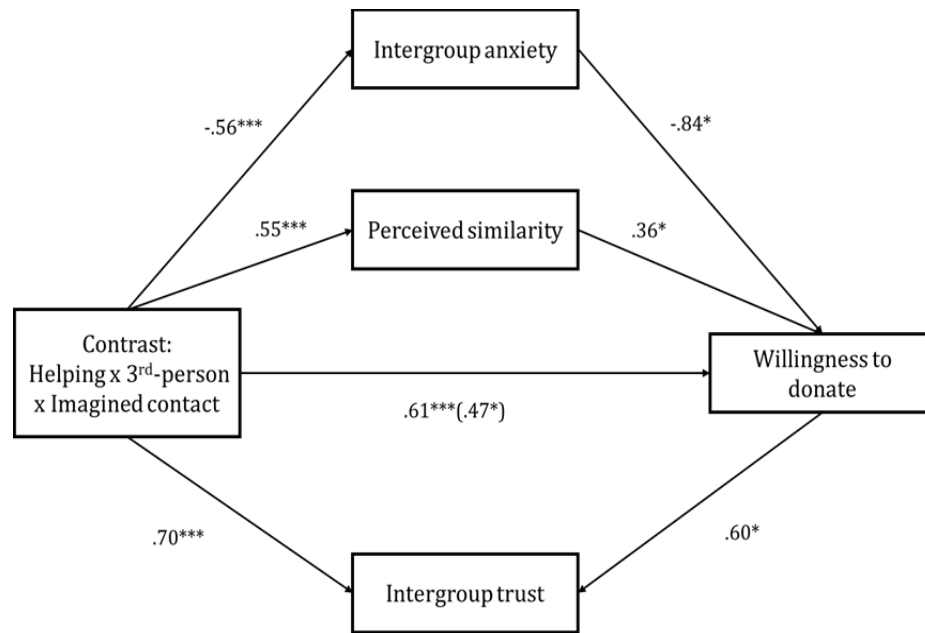 Intergroup anxiety
-.56***
-.84*
Perceived similarity
.55***
.36*
Contrast:
Helping x 3rd-person
x Imagined contact
Willingness to
donate
.61***(.47*)
.70***
.60*
Intergroup trust